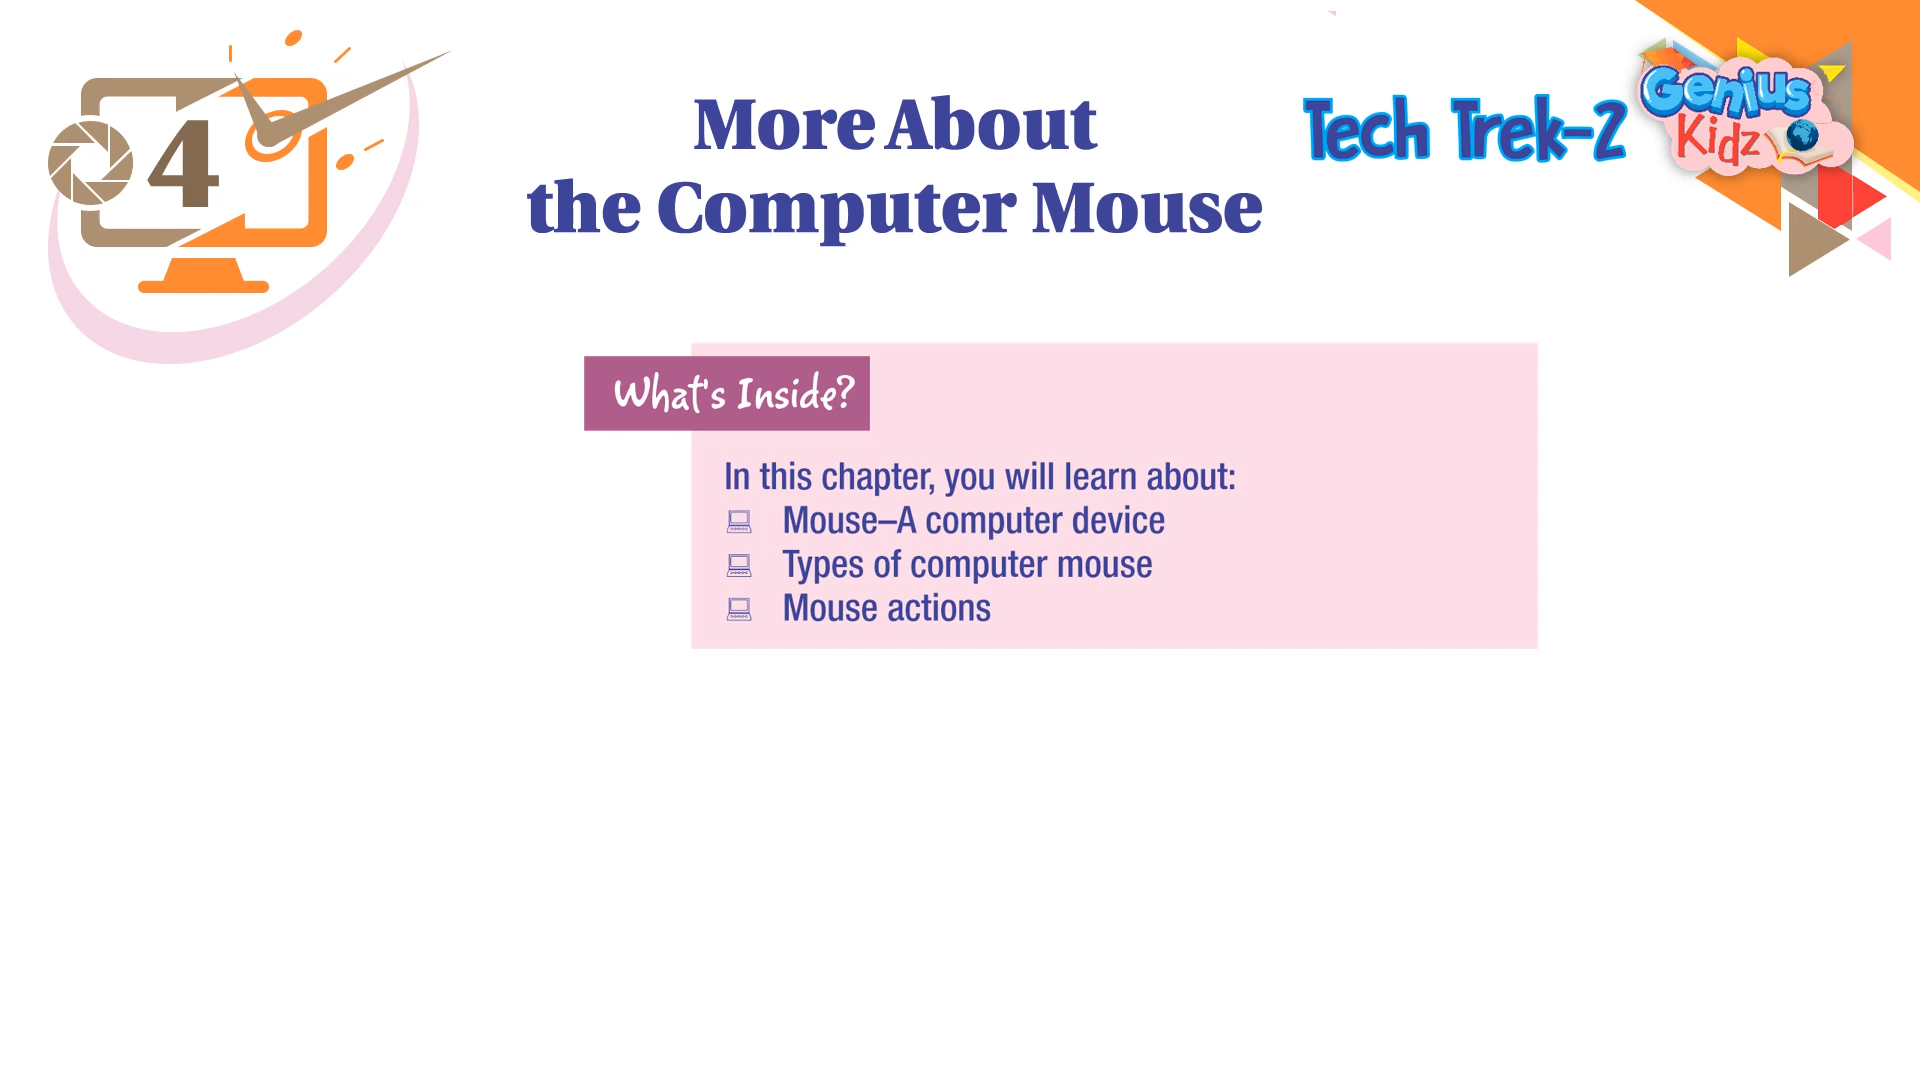 4
More About
the Computer Mouse
Tech Trek-2
Genius
Kidz
What's Inside?
In this chapter, you will learn about:
Mouse–A computer device
Types of computer mouse
Mouse actions